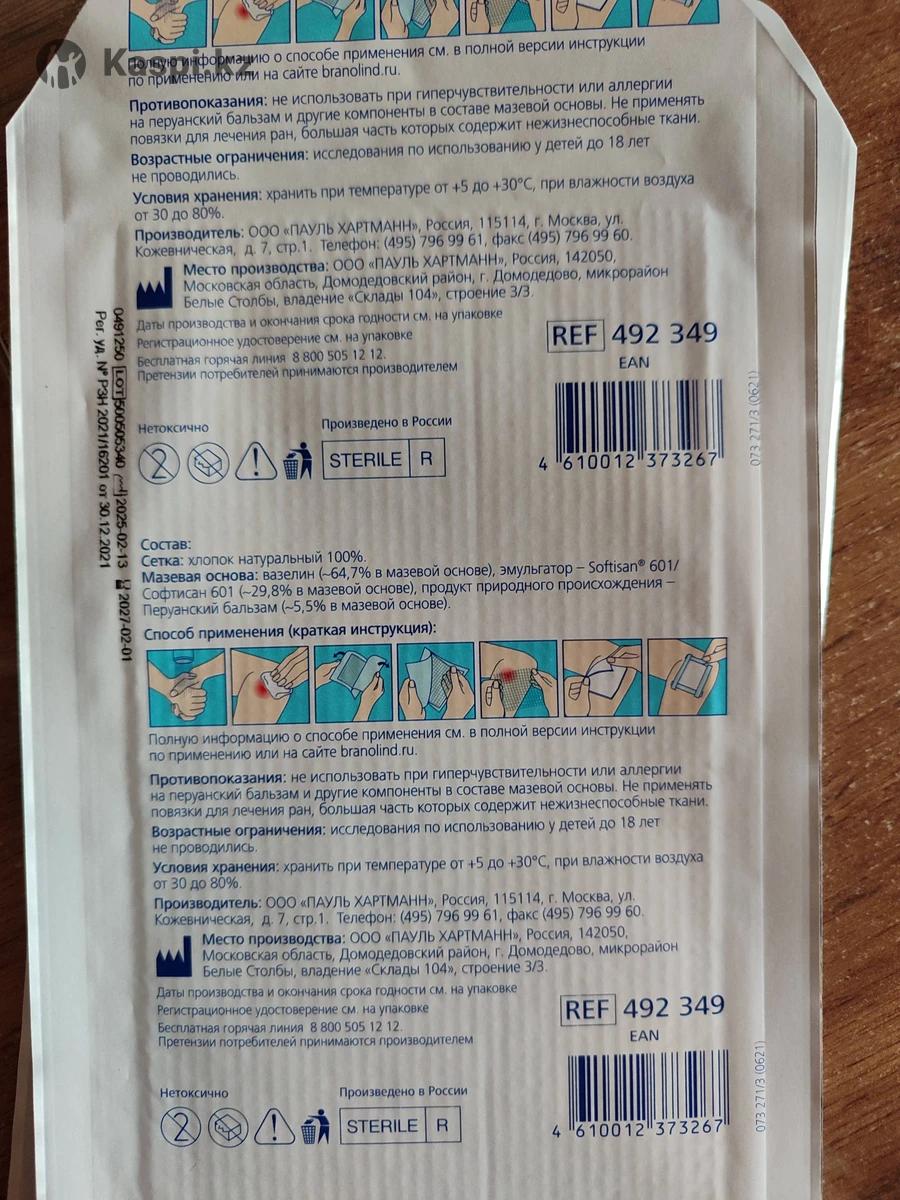 Kaspi.kz
Полную информацию о способе применения см. в полной версии инструкции
по применению или на сайте branolind.ru.
Противопоказания: не использовать при гиперчувствительности или аллергии
на перуанский бальзам и другие компоненты в составе мазевой основы. Не применять
повязки для лечения ран, большая часть которых содержит нежизнеспособные ткани.
Возрастные ограничения: исследования по использованию у детей до 18 лет
не проводились.
Условия хранения: хранить при температуре от +5 до +30°C, при влажности воздуха
от 30 до 80%.
Производитель: ООО «ПАУЛЬ ХАРТМАНН», Россия, 115114, г. Москва, ул.
Кожевническая, д. 7, стр.1. Телефон: (495) 796 99 61, факс (495) 796 99 60.
Место производства: ООО «ПАУЛЬ ХАРТМАНН», Россия, 142050,
Московская область, Домодедовский район, г. Домодедово, микрорайон
Белые Столбы, владение «Склады 104», строение 3/3.
Даты производства и окончания срока годности см. на упаковке
Регистрационное удостоверение см. на упаковке
Бесплатная горячая линия 8 800 505 12 12.
Претензии потребителей принимаются производителем
REF 492 349
EAN
4 610012 373267
073 271/3 (0621)
Нетоксично
Произведено в России
2
STERILE R
0491250 LOT 500506340 2025-02-13 2027-02-01
Рег. уд. № РЗН 2021/16201 от 30.12.2021
Состав:
Сетка: хлопок натуральный 100%.
Мазевая основа: вазелин (~64,7% в мазевой основе), эмульгатор – Softisan® 601/
Софтисан 601 (~29,8% в мазевой основе), продукт природного происхождения –
Перуанский бальзам (~5,5% в мазевой основе).
Способ применения (краткая инструкция):
Полную информацию о способе применения см. в полной версии инструкции
по применению или на сайте branolind.ru.
Противопоказания: не использовать при гиперчувствительности или аллергии
на перуанский бальзам и другие компоненты в составе мазевой основы. Не применять
повязки для лечения ран, большая часть которых содержит нежизнеспособные ткани.
Возрастные ограничения: исследования по использованию у детей до 18 лет
не проводились.
Условия хранения: хранить при температуре от +5 до +30°C, при влажности воздуха
от 30 до 80%.
Производитель: ООО «ПАУЛЬ ХАРТМАНН», Россия, 115114, г. Москва, ул.
Кожевническая, д. 7, стр.1. Телефон: (495) 796 99 61, факс (495) 796 99 60.
Место производства: ООО «ПАУЛЬ ХАРТМАНН», Россия, 142050,
Московская область, Домодедовский район, г. Домодедово, микрорайон
Белые Столбы, владение «Склады 104», строение 3/3.
Даты производства и окончания срока годности см. на упаковке
Регистрационное удостоверение см. на упаковке
Бесплатная горячая линия 8 800 505 12 12.
Претензии потребителей принимаются производителем
REF 492 349
EAN
4 610012 373267
073 271/3 (0621)
Нетоксично
Произведено в России
2
STERILE R